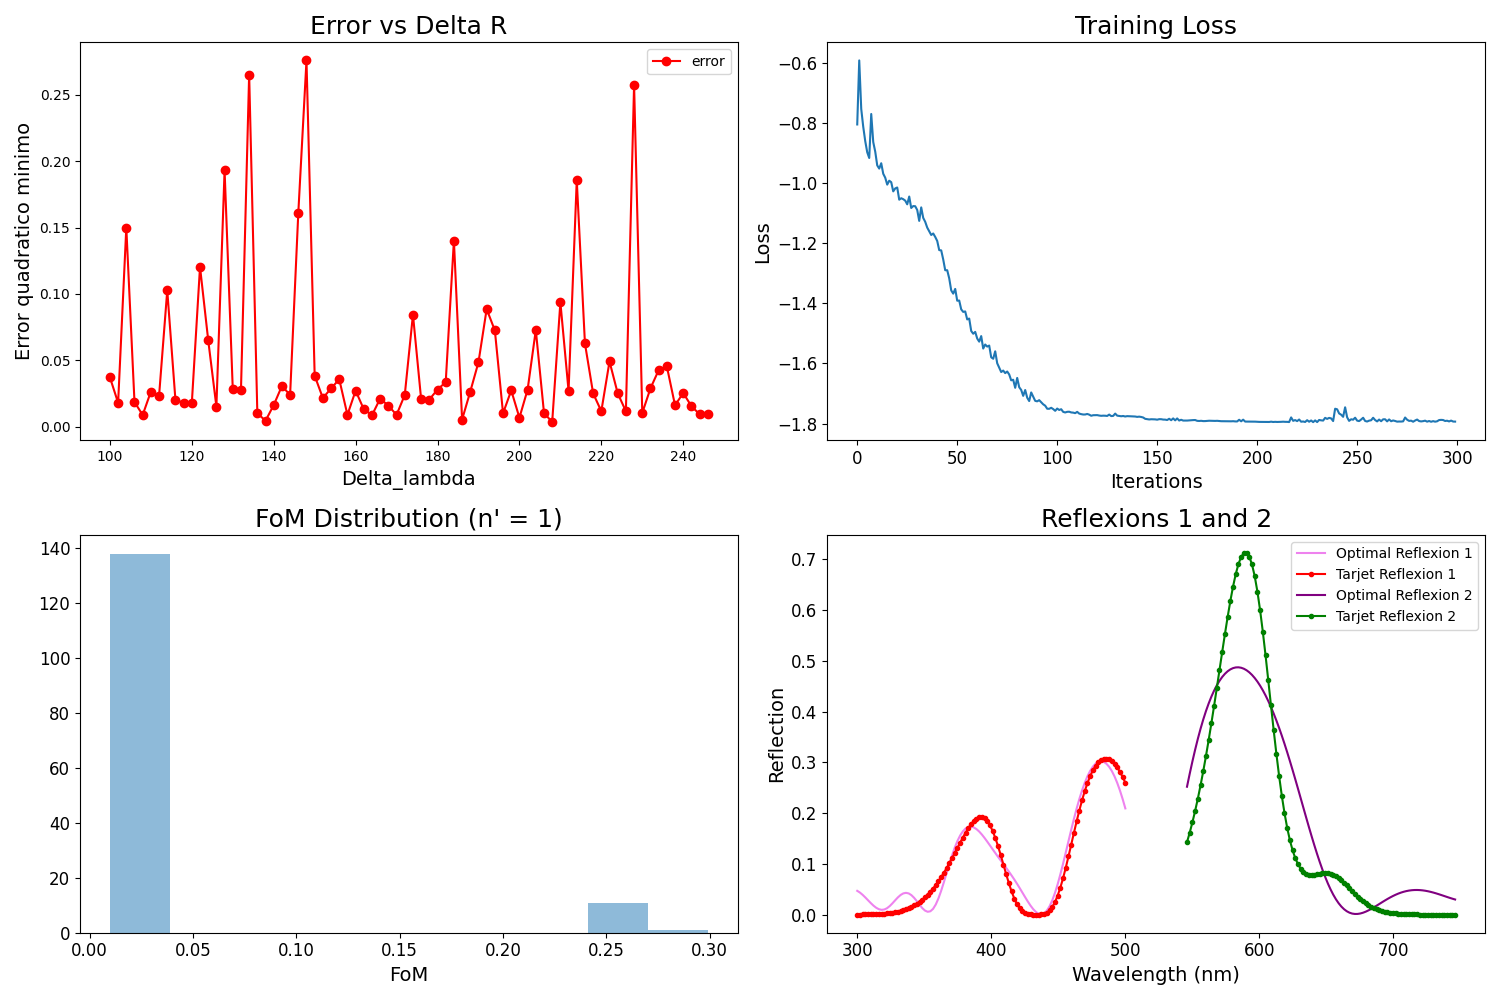 Error vs Delta R
error
Error quadratico minimo
0.25
0.20
0.15
0.10
0.05
0.00
100 120 140 160 180 200 220 240
Delta_lambda
Training Loss
Loss
−0.6
−0.8
−1.0
−1.2
−1.4
−1.6
−1.8
0 50 100 150 200 250 300
Iterations
FoM Distribution (n' = 1)
140
120
100
80
60
40
20
0
0.00 0.05 0.10 0.15 0.20 0.25 0.30
FoM
Reflexions 1 and 2
Optimal Reflexion 1
Tarjet Reflexion 1
Optimal Reflexion 2
Tarjet Reflexion 2
Reflection
0.7
0.6
0.5
0.4
0.3
0.2
0.1
0.0
300 400 500 600 700
Wavelength (nm)